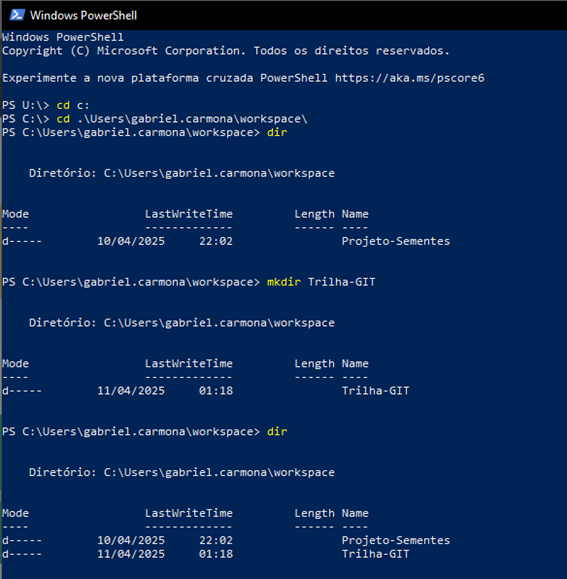 Windows PowerShell
Windows PowerShell
Copyright (C) Microsoft Corporation. Todos os direitos reservados.
Experimente a nova plataforma cruzada PowerShell https://aka.ms/pscore6
PS U:\> cd c:
PS C:\> cd .\Users\gabriel.carmona\workspace\
PS C:\Users\gabriel.carmona\workspace> dir
Diretório: C:\Users\gabriel.carmona\workspace
Mode LastWriteTime Length Name
---- ------------- ------ ----
d----- 10/04/2025 22:02 Projeto-Sementes
PS C:\Users\gabriel.carmona\workspace> mkdir Trilha-GIT
Diretório: C:\Users\gabriel.carmona\workspace
Mode LastWriteTime Length Name
---- ------------- ------ ----
d----- 11/04/2025 01:18 Trilha-GIT
PS C:\Users\gabriel.carmona\workspace> dir
Diretório: C:\Users\gabriel.carmona\workspace
Mode LastWriteTime Length Name
---- ------------- ------ ----
d----- 10/04/2025 22:02 Projeto-Sementes
d----- 11/04/2025 01:18 Trilha-GIT